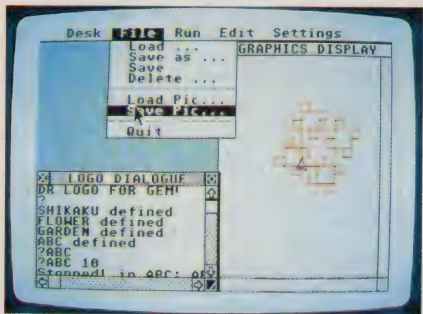 Desk File Run Edit Settings
Load ...
Save as ...
Save
Delete ...
Load Pic...
Save Pic...
Quit
GRAPHICS DISPLAY
LOGO DIALOGUE
DR LOGO FOR GEM
?
SHIKAKU defined
FLOWER defined
GARDEN defined
ABC defined
?ABC
?ABC 10
Stopped! in ABC: